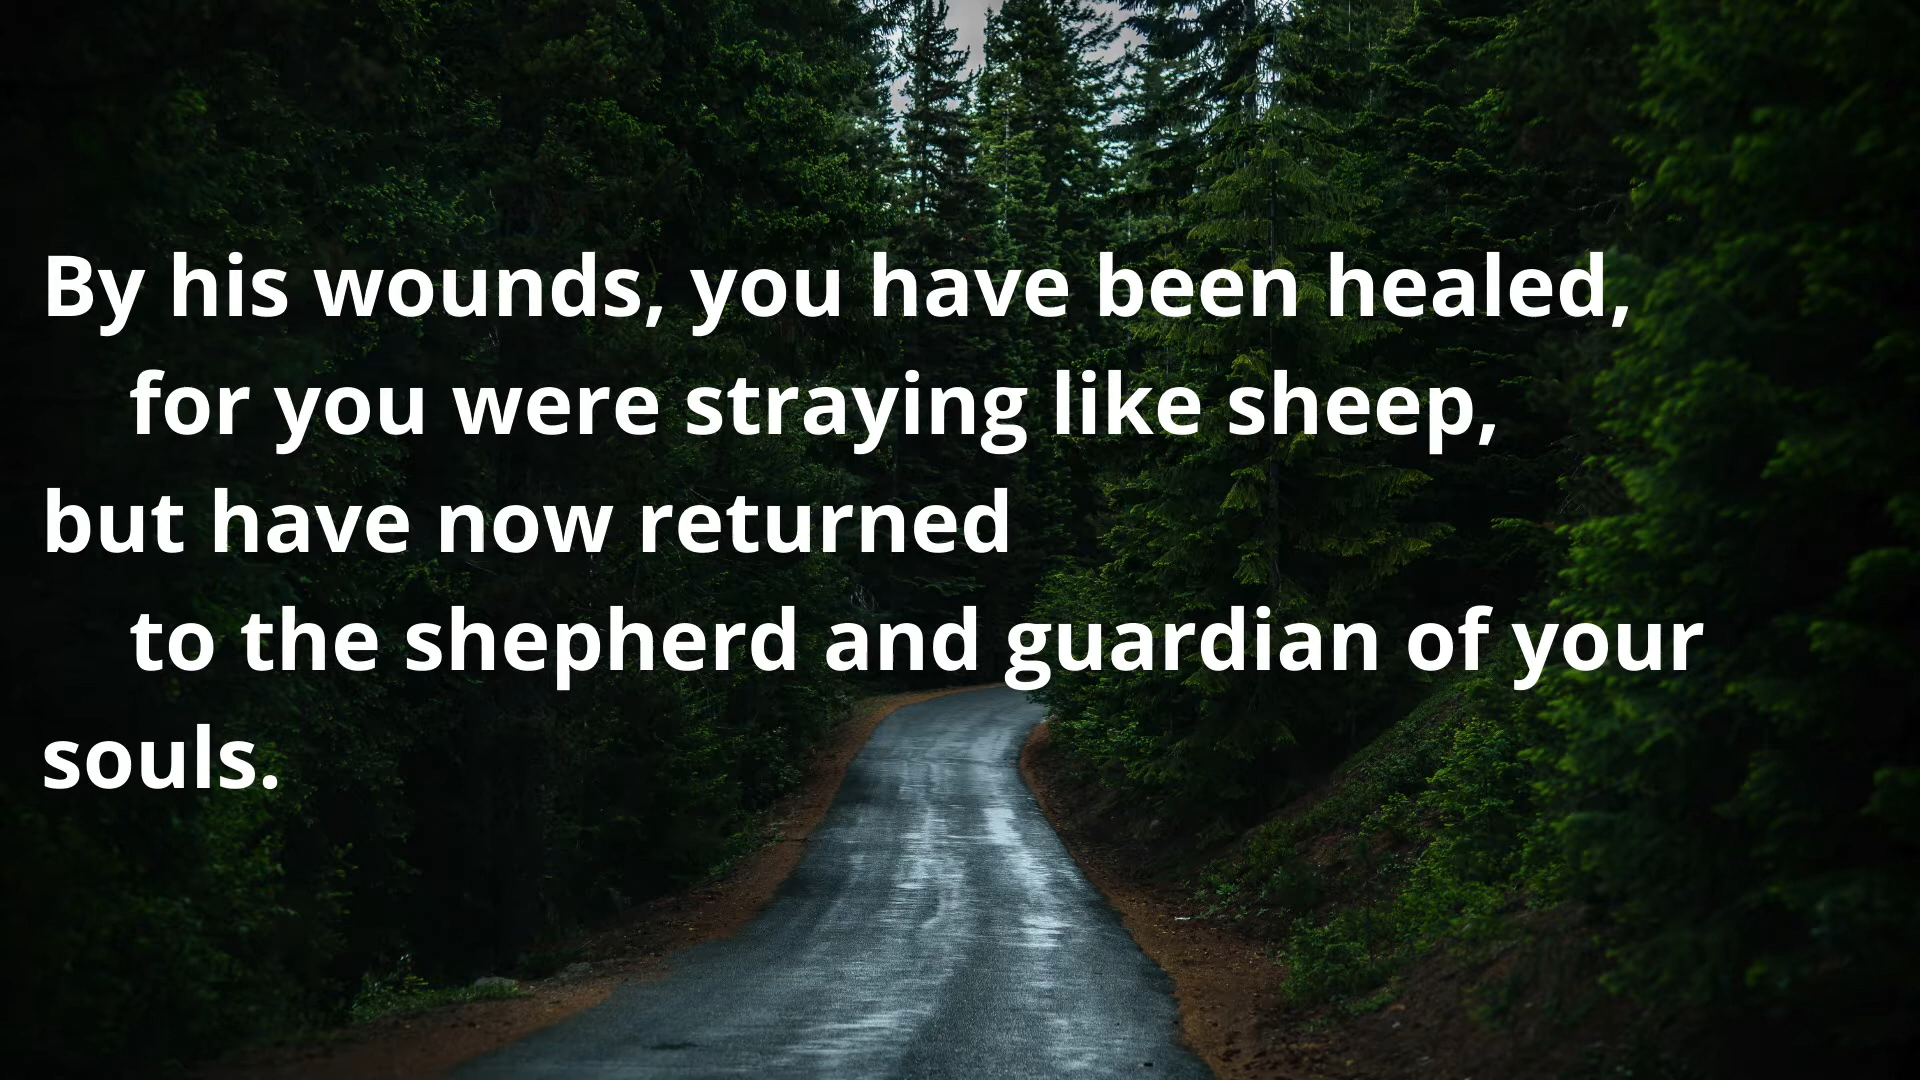 By his wounds, you have been healed,
for you were straying like sheep,
but have now returned
to the shepherd and guardian of your
souls.